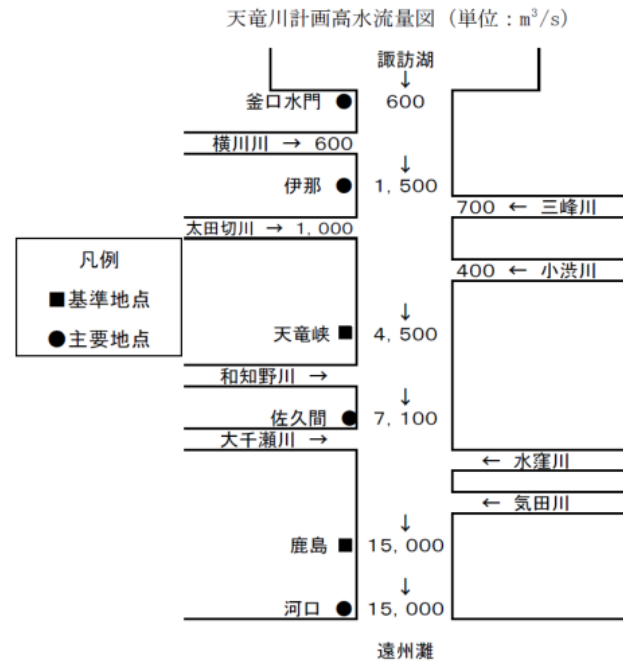 天竜川計画高水流量図（単位：m³/s）
諏訪湖
↓
釜口水門 ● 600
横川川 → 600
↓
伊那 ● 1,500
700 ← 三峰川
太田切川 → 1,000
凡例
■基準地点
●主要地点
400 ← 小渋川
↓
天竜峡 ■ 4,500
和知野川 →
↓
佐久間 ● 7,100
大千瀬川 →
← 水窪川
← 気田川
↓
鹿島 ■ 15,000
↓
河口 ● 15,000
遠州灘